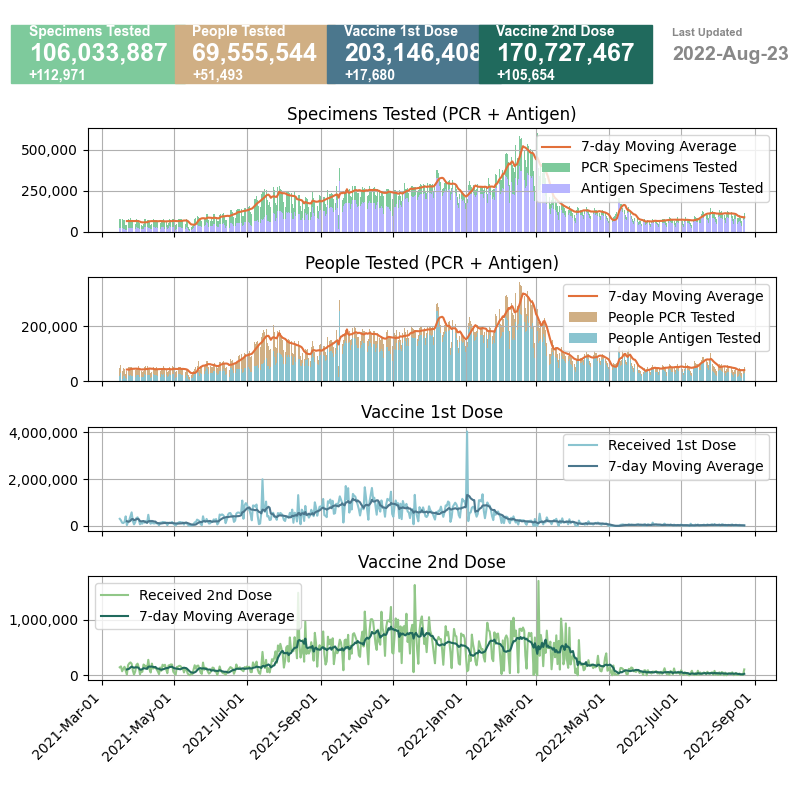 Specimens Tested
106,033,887
+112,971
People Tested
69,555,544
+51,493
Vaccine 1st Dose
203,146,408
+17,680
Vaccine 2nd Dose
170,727,467
+105,654
Last Updated
2022-Aug-23
Specimens Tested (PCR + Antigen)
500,000
250,000
0
7-day Moving Average
PCR Specimens Tested
Antigen Specimens Tested
People Tested (PCR + Antigen)
200,000
0
7-day Moving Average
People PCR Tested
People Antigen Tested
Vaccine 1st Dose
4,000,000
2,000,000
0
Received 1st Dose
7-day Moving Average
Vaccine 2nd Dose
1,000,000
0
Received 2nd Dose
7-day Moving Average
2021-Mar-01
2021-May-01
2021-Jul-01
2021-Sep-01
2021-Nov-01
2022-Jan-01
2022-Mar-01
2022-May-01
2022-Jul-01
2022-Sep-01